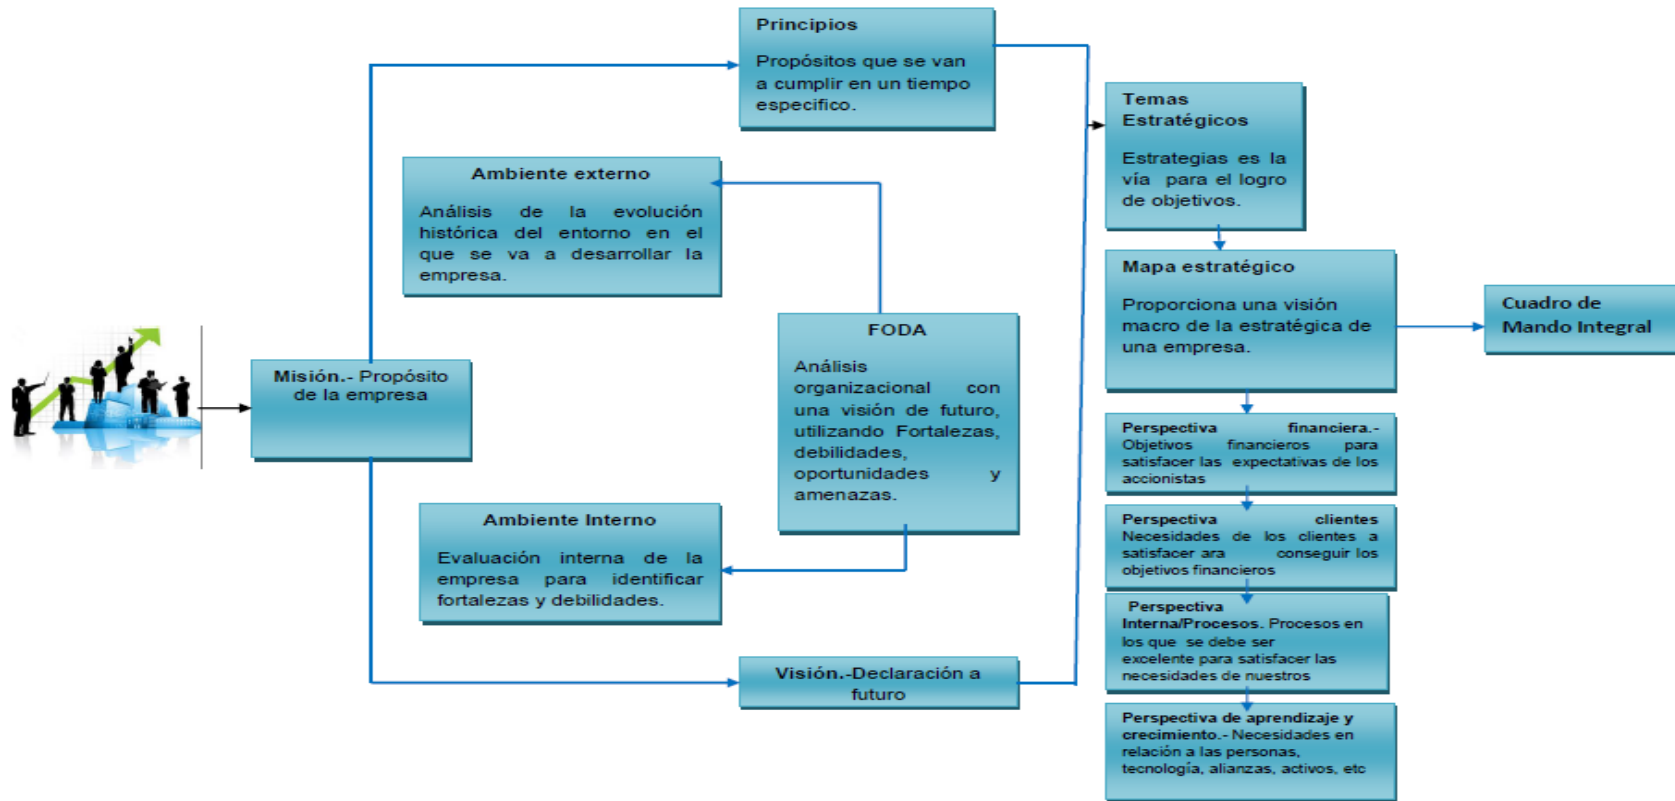 Principios
Propósitos que se van
a cumplir en un tiempo
especifico.
Ambiente externo
Análisis de la evolución
histórica del entorno en el
que se va a desarrollar la
empresa.
Misión.- Propósito
de la empresa
FODA
Análisis
organizacional con
una visión de futuro,
utilizando Fortalezas,
debilidades,
oportunidades y
amenazas.
Ambiente Interno
Evaluación interna de la
empresa para identificar
fortalezas y debilidades.
Visión.-Declaración a
futuro
Temas
Estratégicos
Estrategias es la
vía para el logro
de objetivos.
Mapa estratégico
Proporciona una visión
macro de la estratégica de
una empresa.
Cuadro de
Mando Integral
Perspectiva financiera.-
Objetivos financieros para
satisfacer las expectativas de los
accionistas
Perspectiva clientes
Necesidades de los clientes a
satisfacer ara conseguir los
objetivos financieros
Perspectiva
Interna/Procesos. Procesos en
los que se debe ser
excelente para satisfacer las
necesidades de nuestros
Perspectiva de aprendizaje y
crecimiento.- Necesidades en
relación a las personas,
tecnología, alianzas, activos, etc